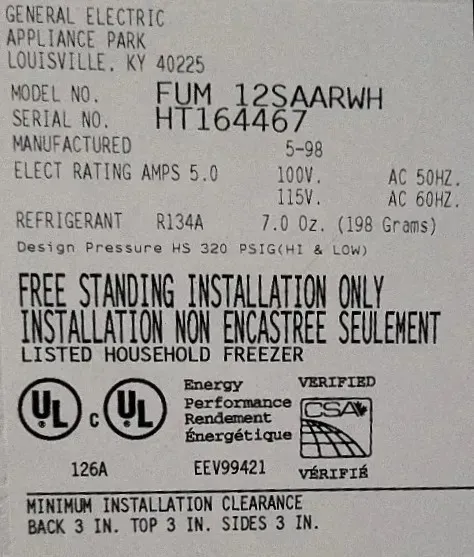 GENERAL ELECTRIC
APPLIANCE PARK
LOUISVILLE, KY 40225
MODEL NO. FUM 12SAARWH
SERIAL NO. HT164467
MANUFACTURED 5-98
ELECT RATING AMPS 5.0 100V. AC 50HZ.
115V. AC 60HZ.
REFRIGERANT R134A 7.0 Oz. (198 Grams)
Design Pressure HS 320 PSIG(HI & LOW)
FREE STANDING INSTALLATION ONLY
INSTALLATION NON ENCASTREE SEULEMENT
LISTED HOUSEHOLD FREEZER
UL c UL
126A
Energy
Performance
Rendement
Énergétique
EEV99421
VERIFIED
CSA
VÉRIFIÉ
MINIMUM INSTALLATION CLEARANCE
BACK 3 IN. TOP 3 IN. SIDES 3 IN.